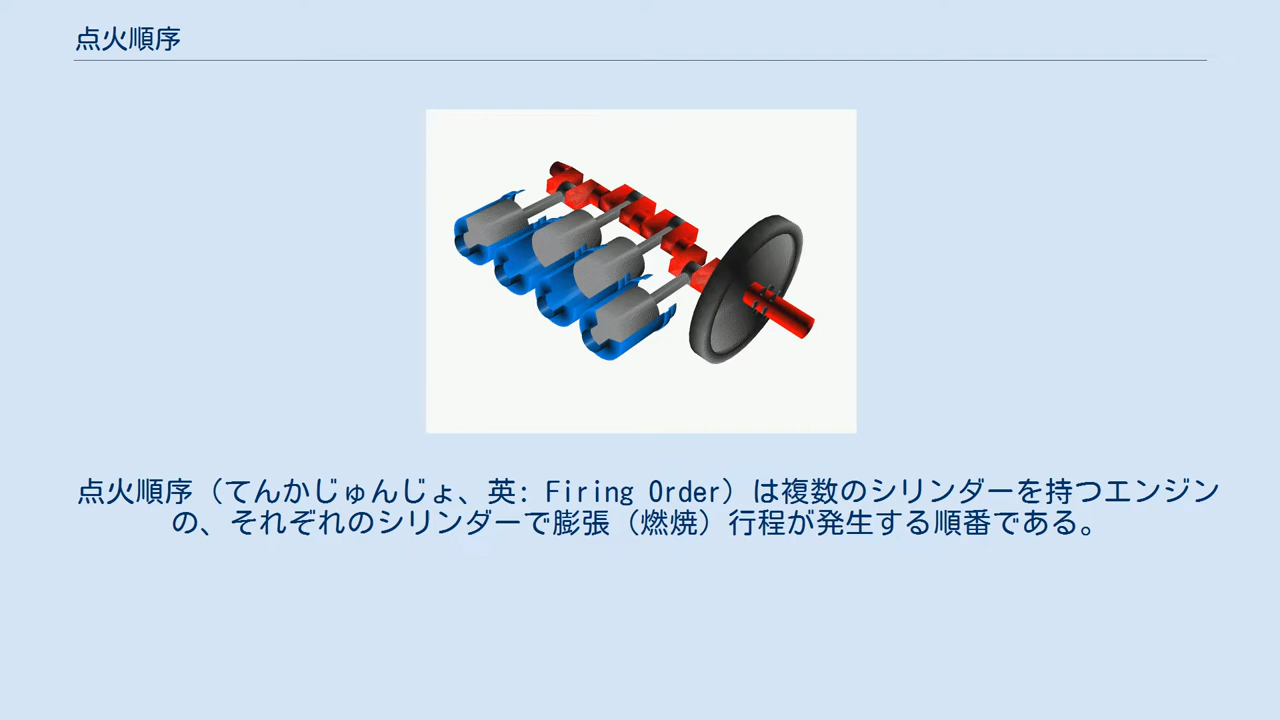 点火順序
点火順序（てんかじゅんじょ、英: Firing Order）は複数のシリンダーを持つエンジン
の、それぞれのシリンダーで膨張（燃焼）行程が発生する順番である。